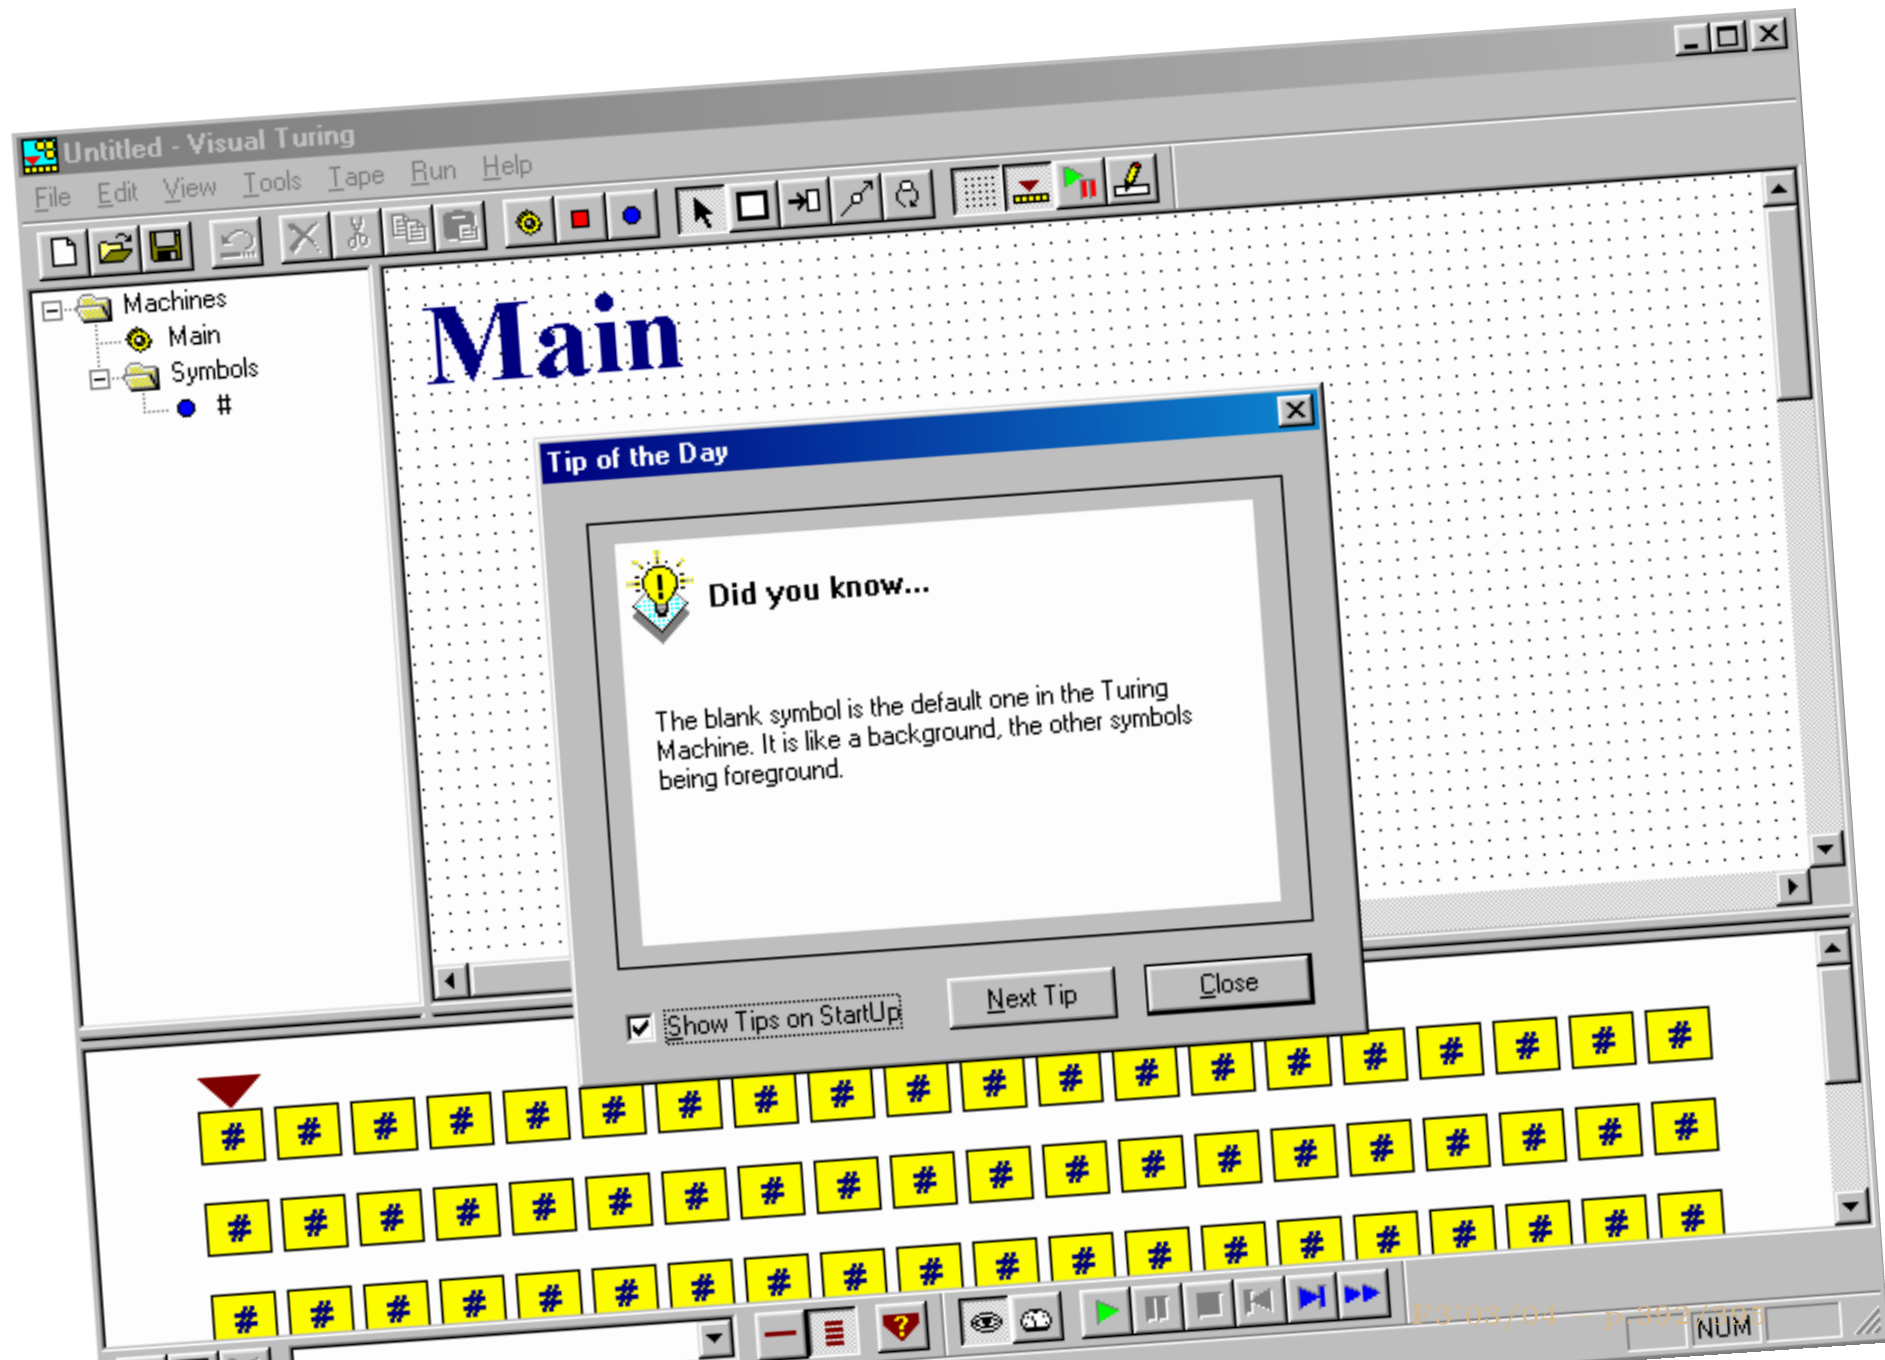 Untitled - Visual Turing
File Edit View Tools Tape Run Help
Machines
Main
Symbols
#
Main
Tip of the Day
Did you know...
The blank symbol is the default one in the Turing
Machine. It is like a background, the other symbols
being foreground.
Show Tips on StartUp
Next Tip
Close
# # # # # # # # # # # # # # # # # # # #
# # # # # # # # # # # # # # # # # # # #
# # # # # # # # # # # # # # # # # # # #
NUM